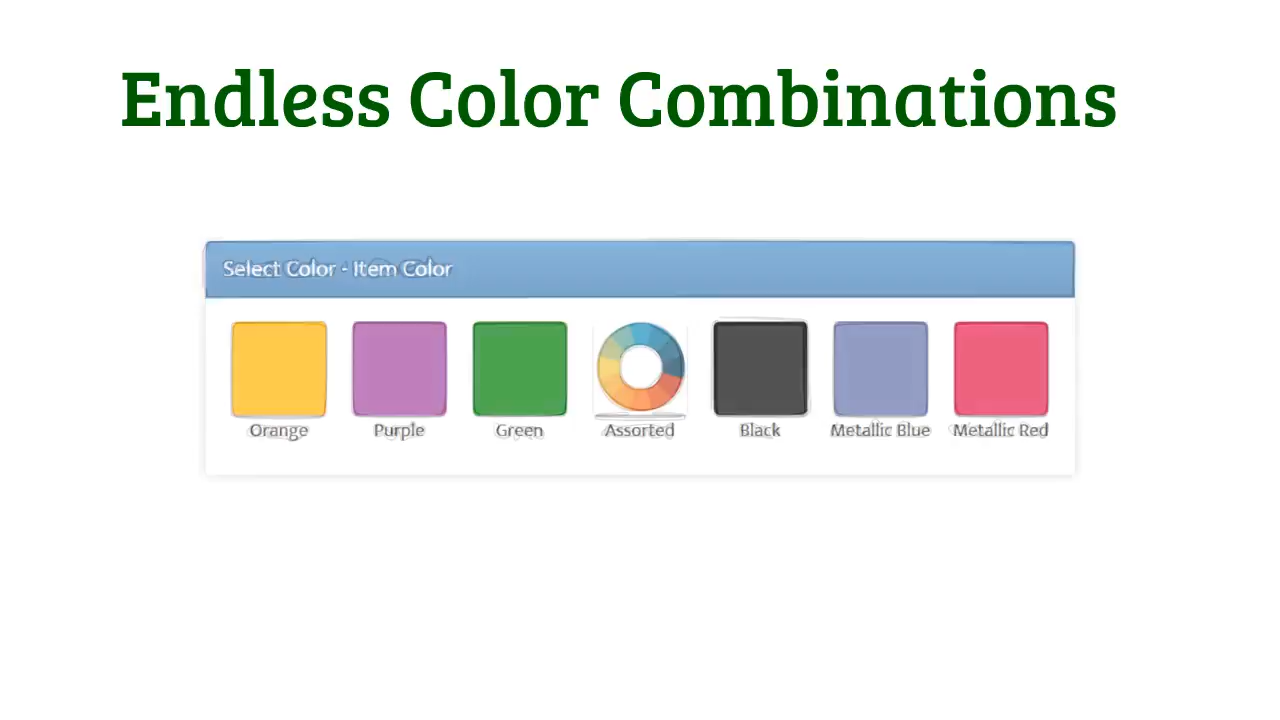 Endless Color Combinations
Select Color - Item Color
Orange Purple Green Assorted Black Metallic Blue Metallic Red